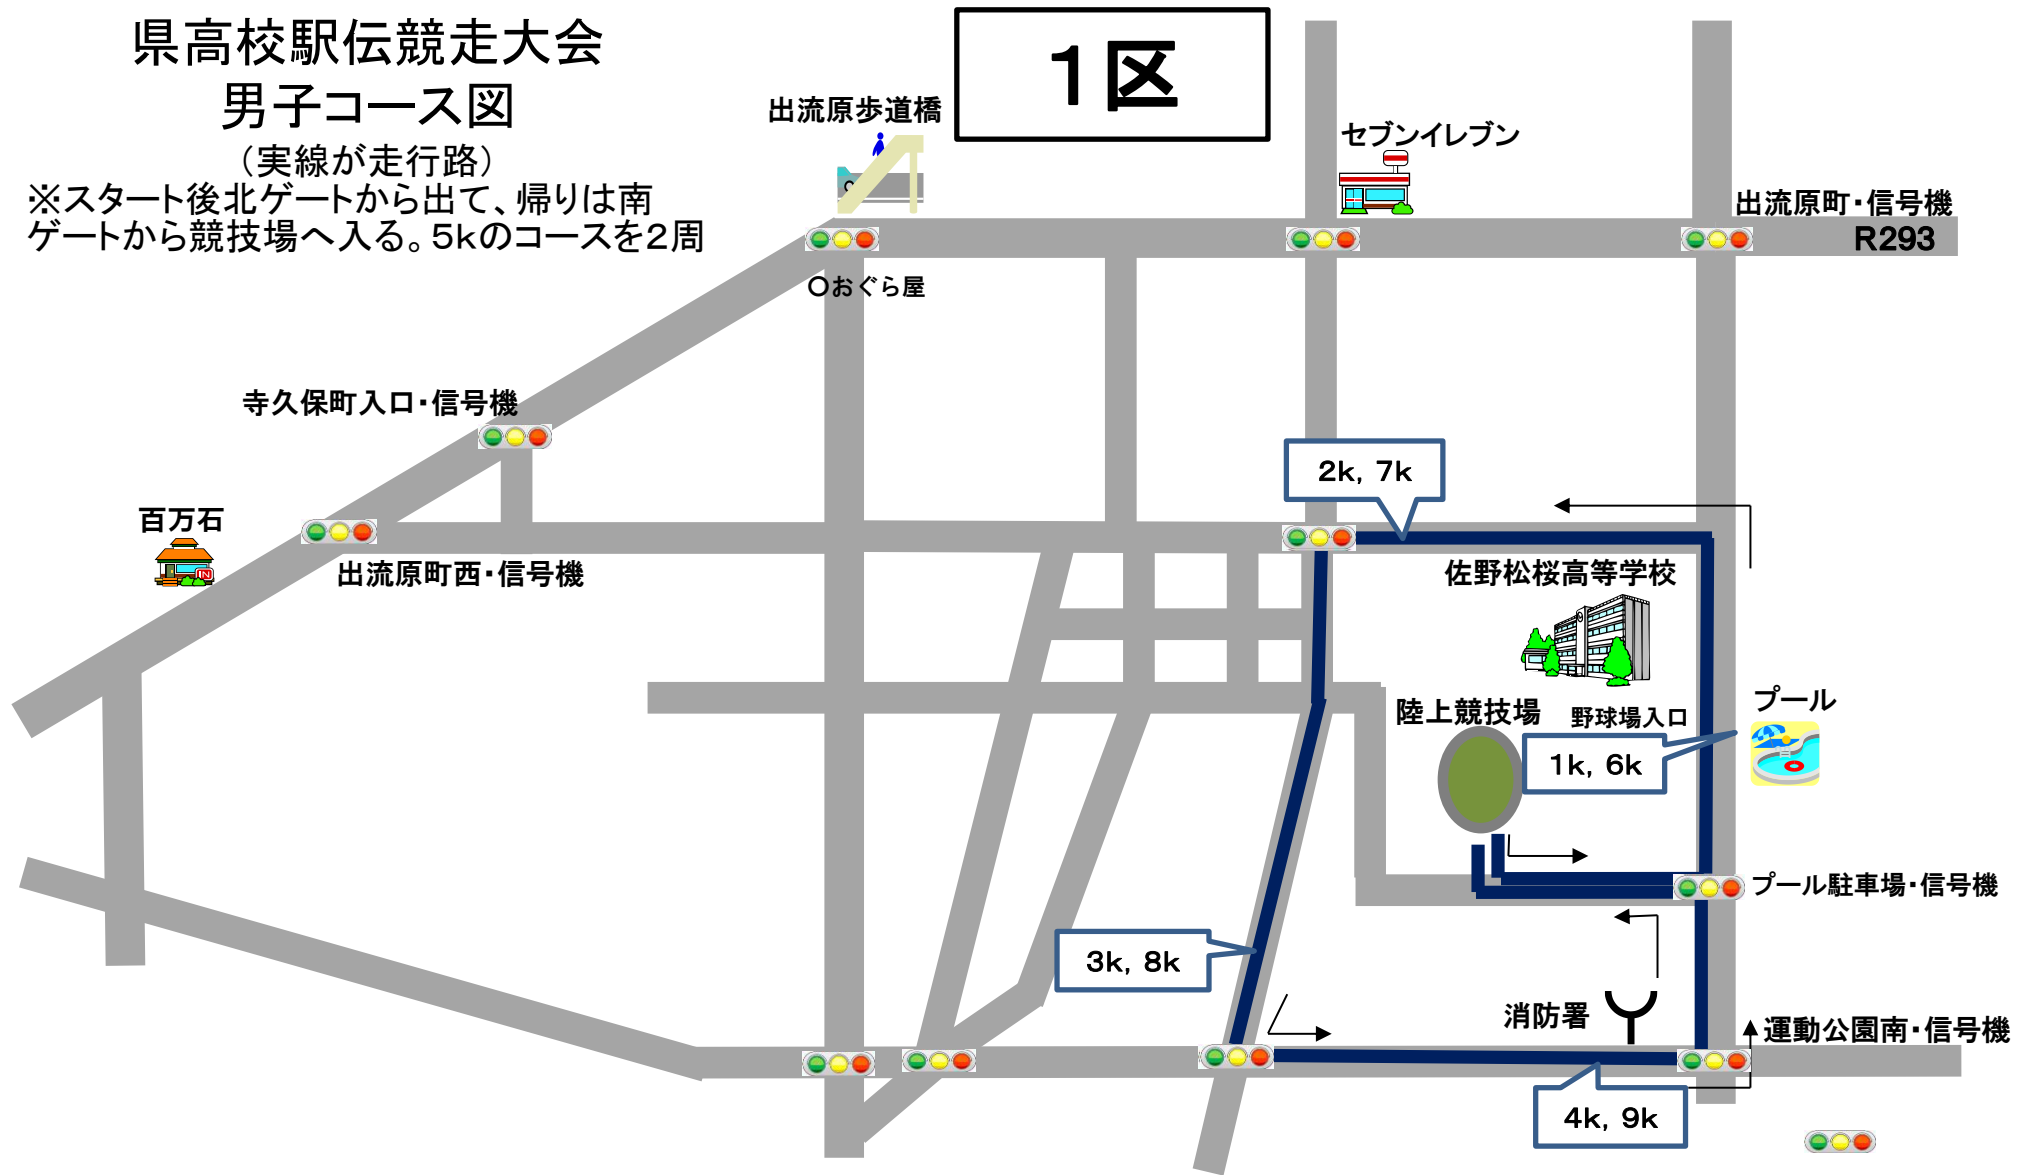 県高校駅伝競走大会
男子コース図
（実線が走行路）
※スタート後北ゲートから出て、帰りは南
ゲートから競技場へ入る。5kのコースを2周
1区
出流原歩道橋
セブンイレブン
出流原町・信号機
R293
〇おぐら屋
寺久保町入口・信号機
2k, 7k
百万石
出流原町西・信号機
佐野松桜高等学校
プール
陸上競技場
野球場入口
1k, 6k
プール駐車場・信号機
3k, 8k
消防署
運動公園南・信号機
4k, 9k